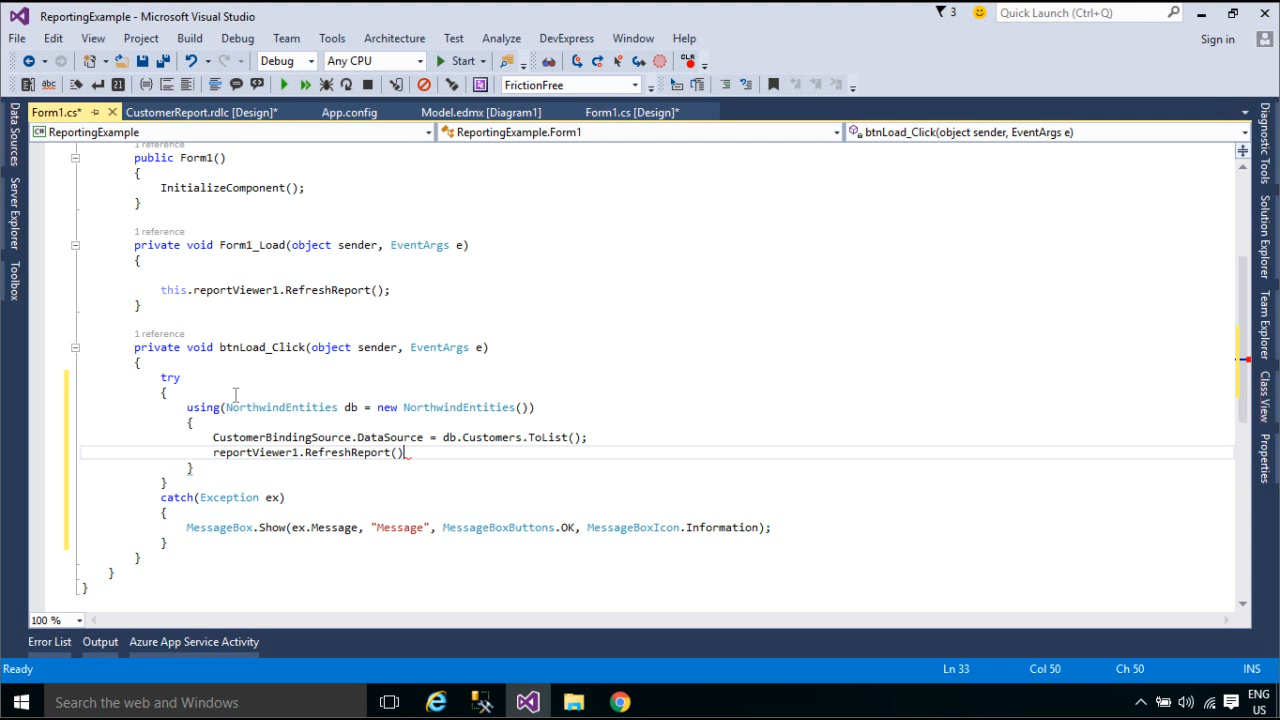 ReportingExample - Microsoft Visual Studio
3
Quick Launch (Ctrl+Q)
File Edit View Project Build Debug Team Tools Architecture Test Analyze DevExpress Window Help
Sign in
Debug Any CPU Start CLR
abc 21 FrictionFree
Form1.cs* CustomerReport.rdlc [Design]* App.config Model.edmx [Diagram1] Form1.cs [Design]*
ReportingExample ReportingExample.Form1 btnLoad_Click(object sender, EventArgs e)
Data Sources
Server Explorer
Toolbox
1 reference
public Form1()
{
InitializeComponent();
}
1 reference
private void Form1_Load(object sender, EventArgs e)
{
this.reportViewer1.RefreshReport();
}
1 reference
private void btnLoad_Click(object sender, EventArgs e)
{
try
{
using(NorthwindEntities db = new NorthwindEntities())
{
CustomerBindingSource.DataSource = db.Customers.ToList();
reportViewer1.RefreshReport()
}
}
catch(Exception ex)
{
MessageBox.Show(ex.Message, "Message", MessageBoxButtons.OK, MessageBoxIcon.Information);
}
}
}
}
Diagnostic Tools
Solution Explorer
Team Explorer
Class View
Properties
100 %
Error List Output Azure App Service Activity
Ready Ln 33 Col 50 Ch 50 INS
Search the web and Windows
ENG
US